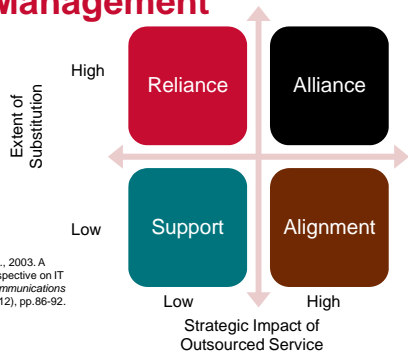 Management
High
Reliance
Alliance
Extent of
Substitution
Low
Support
Alignment
., 2003. A
spective on IT
mmunications
12), pp.86-92.
Low
High
Strategic Impact of
Outsourced Service